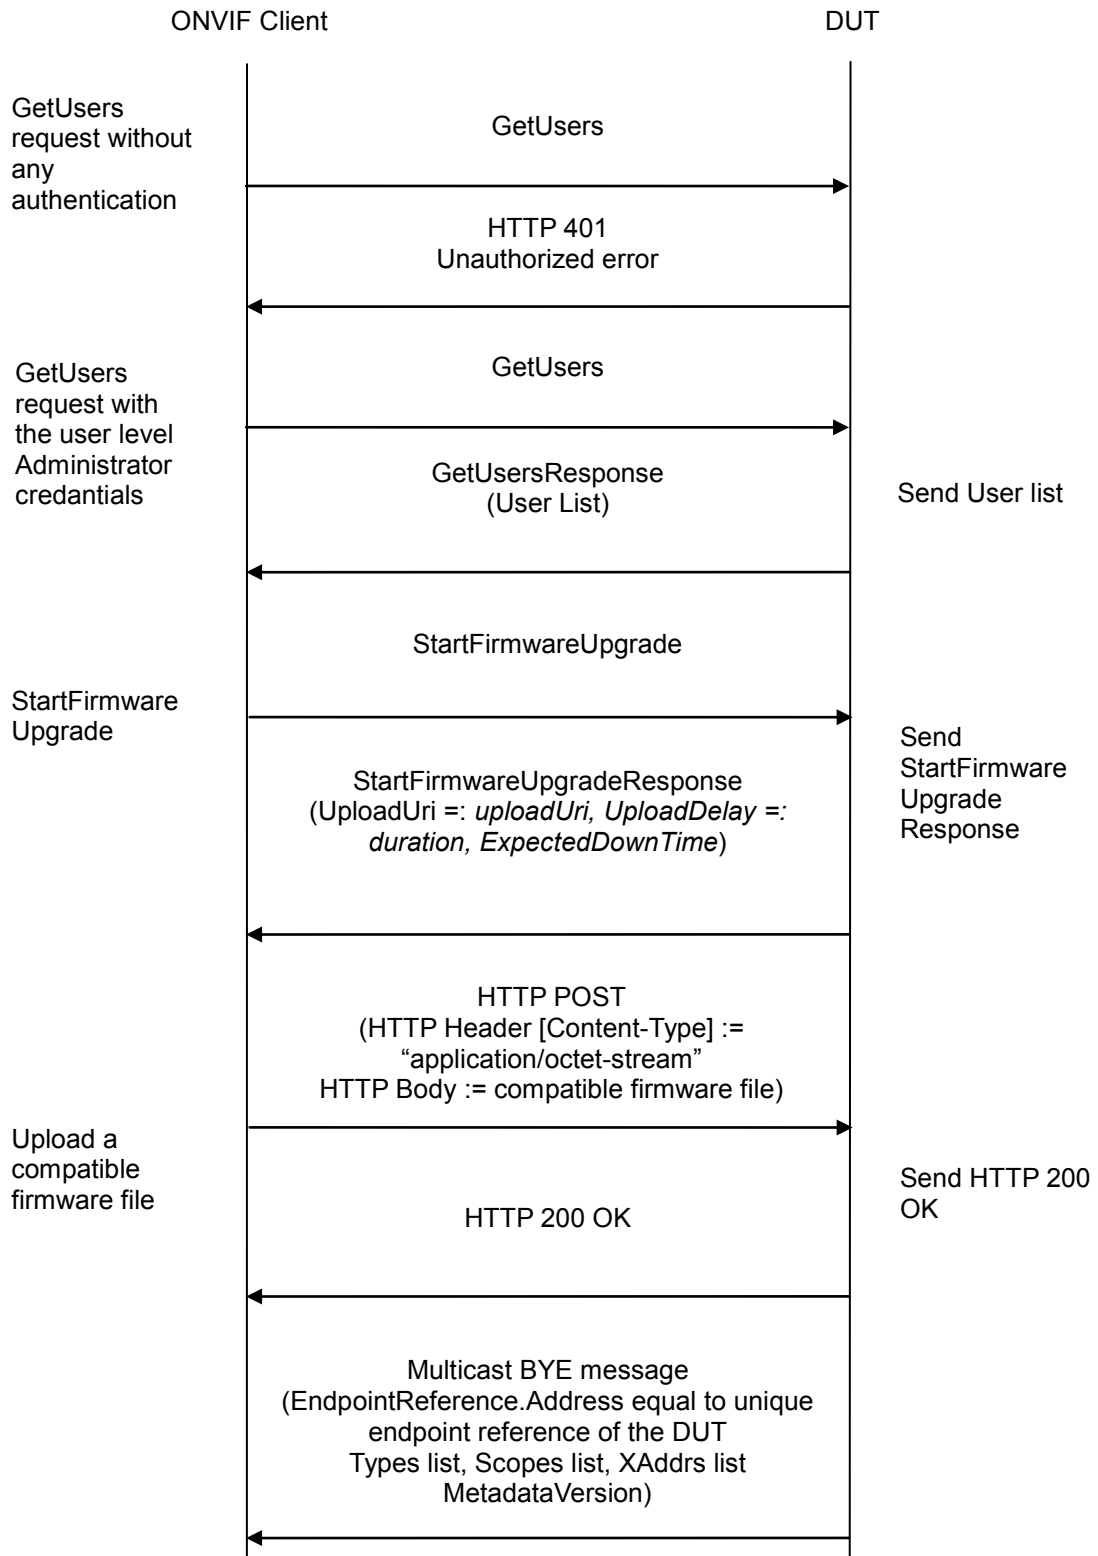 ONVIF Client
DUT
GetUsers
request without
any
authentication
GetUsers
HTTP 401
Unauthorized error
GetUsers
request with
the user level
Administrator
credantials
GetUsers
GetUsersResponse
(User List)
Send User list
StartFirmwareUpgrade
StartFirmware
Upgrade
StartFirmwareUpgradeResponse
(UploadUri =: uploadUri, UploadDelay =:
duration, ExpectedDownTime)
Send
StartFirmware
Upgrade
Response
HTTP POST
(HTTP Header [Content-Type] :=
“application/octet-stream”
HTTP Body := compatible firmware file)
Upload a
compatible
firmware file
HTTP 200 OK
Send HTTP 200
OK
Multicast BYE message
(EndpointReference.Address equal to unique
endpoint reference of the DUT
Types list, Scopes list, XAddrs list
MetadataVersion)